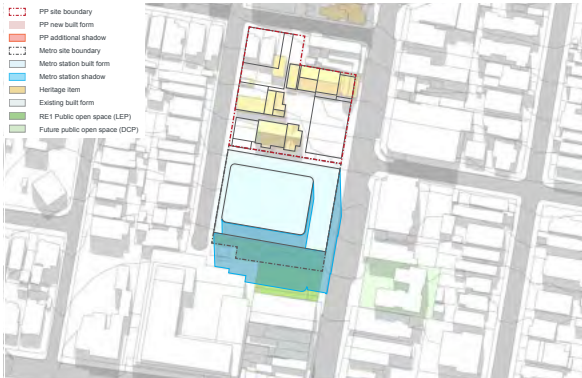 PP site boundary
PP new built form
PP additional shadow
Metro site boundary
Metro station built form
Metro shadow
Heritage item
Existing built form
RE1 Public open space (LEP)
Future public open space (DCP)